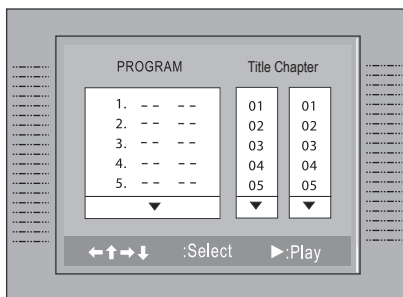 PROGRAM Title Chapter
1. -- -- 01 01
2. -- -- 02 02
3. -- -- 03 03
4. -- -- 04 04
5. -- -- 05 05
▼ ▼ ▼
←↑→↓ :Select ►:Play